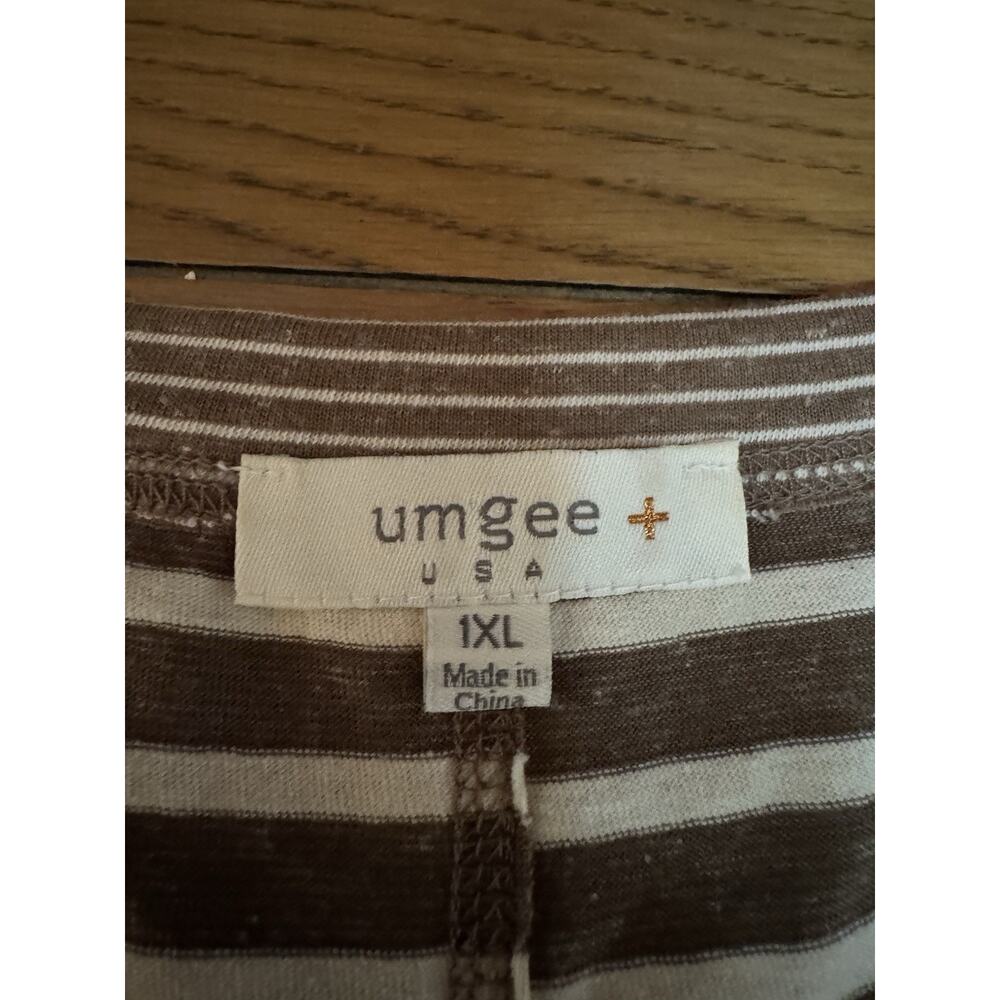 umgee +
USA
1XL
Made in
China